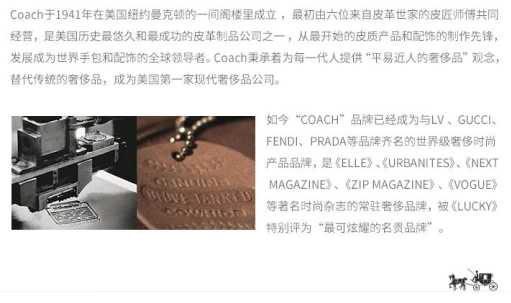 Coach于1941年在美国纽约曼克顿的一间阁楼里成立，最初由六位来自皮革世家的皮匠师傅共同
经营，是美国历史最悠久和最成功的皮革制品公司之一，从最开始的皮质产品和配饰的制作先锋，
发展成为世界手包和配饰的全球领导者。Coach秉承着为每一代人提供“平易近人的奢侈品”观念，
替代传统的奢侈品，成为美国第一家现代奢侈品公司。
如今“COACH”品牌已经成为与LV、GUCCI、
FENDI、PRADA等品牌齐名的世界级奢侈时尚
产品品牌，是《ELLE》、《URBANITES》、《NEXT
MAGAZINE》、《ZIP MAGAZINE》、《VOGUE》
等著名时尚杂志的常驻奢侈品牌，被《LUCKY》
特别评为“最可炫耀的名贵品牌”。